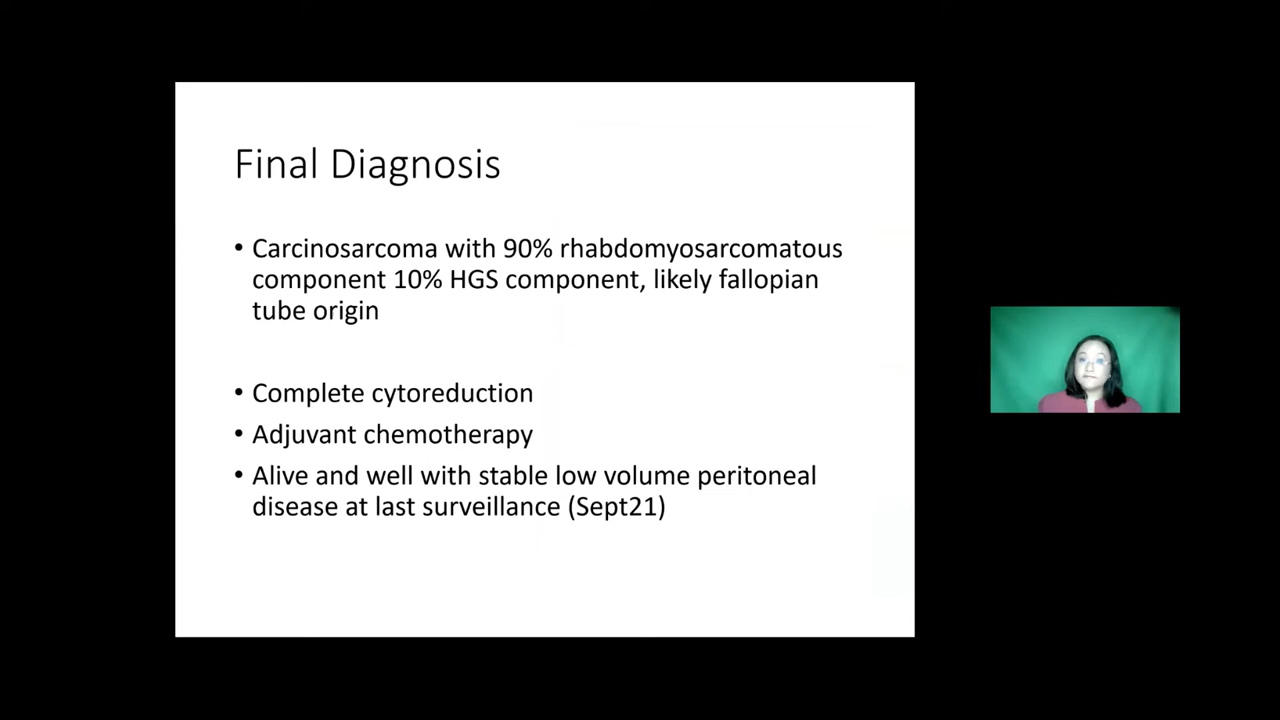 Final Diagnosis
• Carcinosarcoma with 90% rhabdomyosarcomatous
component 10% HGS component, likely fallopian
tube origin
• Complete cytoreduction
• Adjuvant chemotherapy
• Alive and well with stable low volume peritoneal
disease at last surveillance (Sept21)